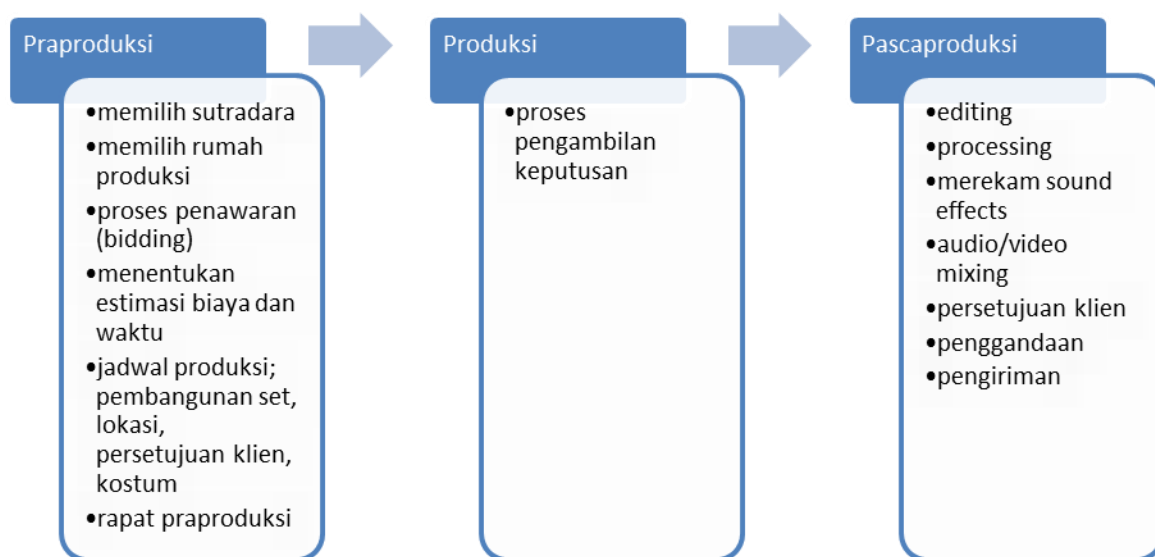 Praproduksi
•memilih sutradara
•memilih rumah
produksi
•proses penawaran
(bidding)
•menentukan
estimasi biaya dan
waktu
•jadwal produksi;
pembangunan set,
lokasi,
persetujuan klien,
kostum
•rapat praproduksi
Produksi
•proses
pengambilan
keputusan
Pascaproduksi
•editing
•processing
•merekam sound
effects
•audio/video
mixing
•persetujuan klien
•penggandaan
•pengiriman